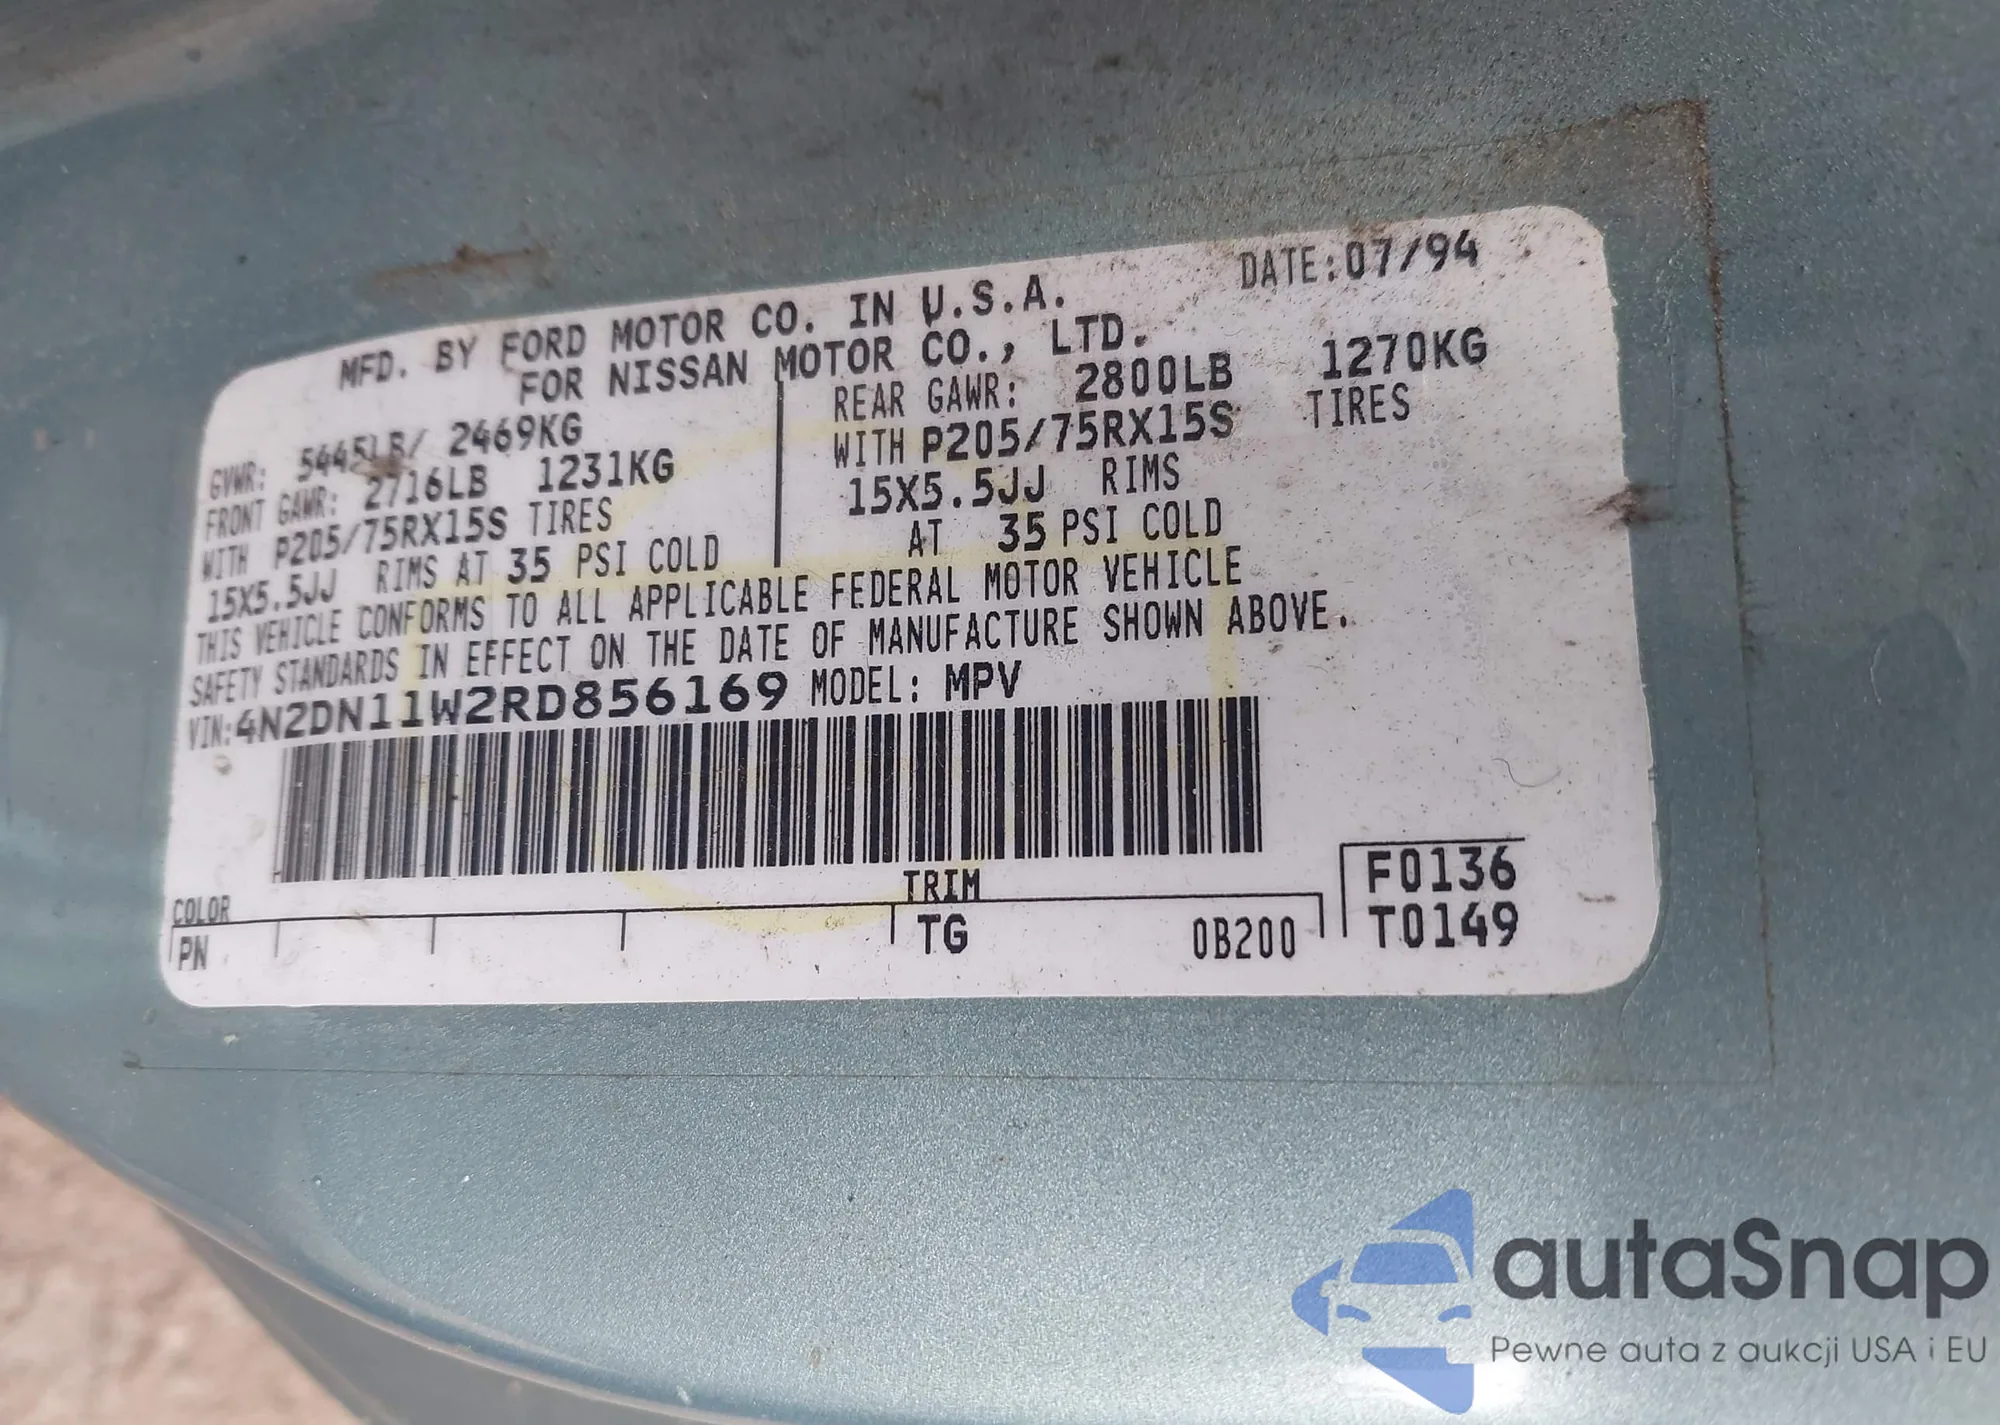 DATE:07/94
MFD. BY FORD MOTOR CO. IN U.S.A.
FOR NISSAN MOTOR CO., LTD.
GVWR: 5445LB/ 2469KG
FRONT GAWR: 2716LB 1231KG
WITH P205/75RX15S TIRES
15X5.5JJ RIMS AT 35 PSI COLD
REAR GAWR: 2800LB 1270KG
WITH P205/75RX15S TIRES
15X5.5JJ RIMS
AT 35 PSI COLD
THIS VEHICLE CONFORMS TO ALL APPLICABLE FEDERAL MOTOR VEHICLE
SAFETY STANDARDS IN EFFECT ON THE DATE OF MANUFACTURE SHOWN ABOVE.
VIN:4N2DN11W2RD856169 MODEL: MPV
COLOR TRIM
PN TG 0B200
F0136
T0149
autaSnap
Pewne auta z aukcji USA i EU